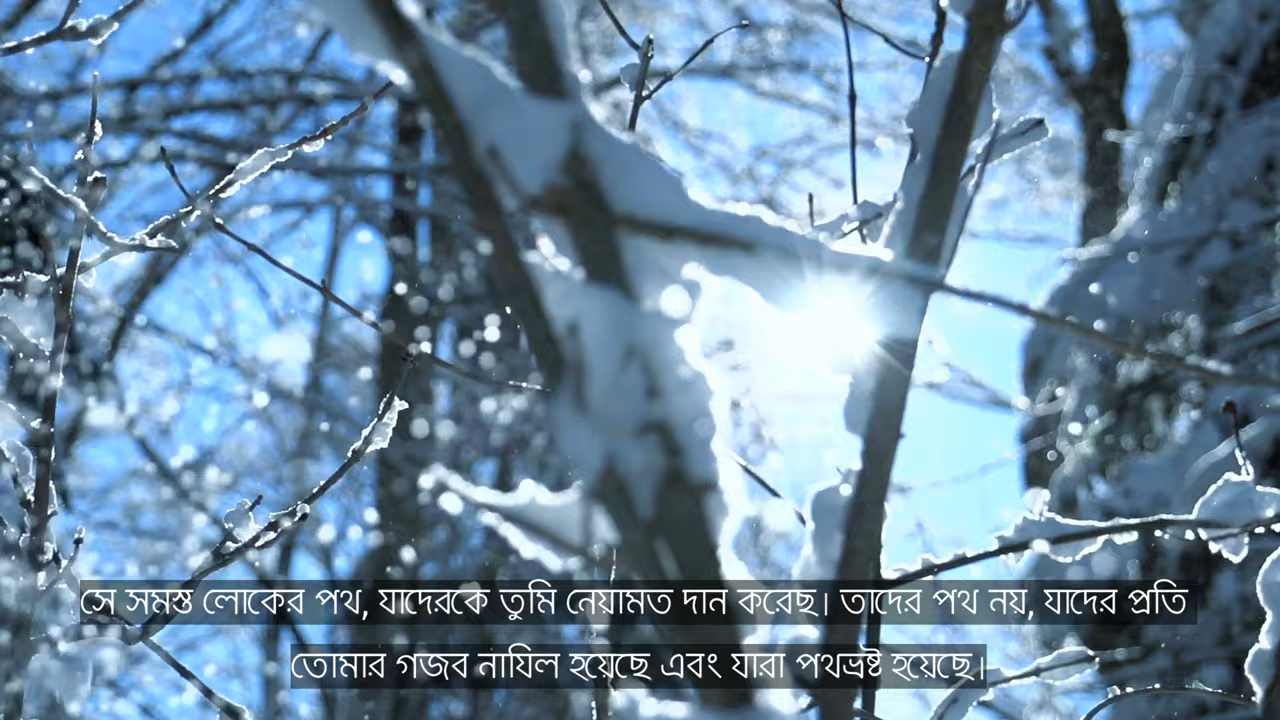 সে সমস্ত লোকের পথ, যাদেরকে তুমি নেয়ামত দান করেছ। তাদের পথ নয়, যাদের প্রতি
তোমার গজব নাযিল হয়েছে এবং যারা পথভ্রষ্ট হয়েছে।